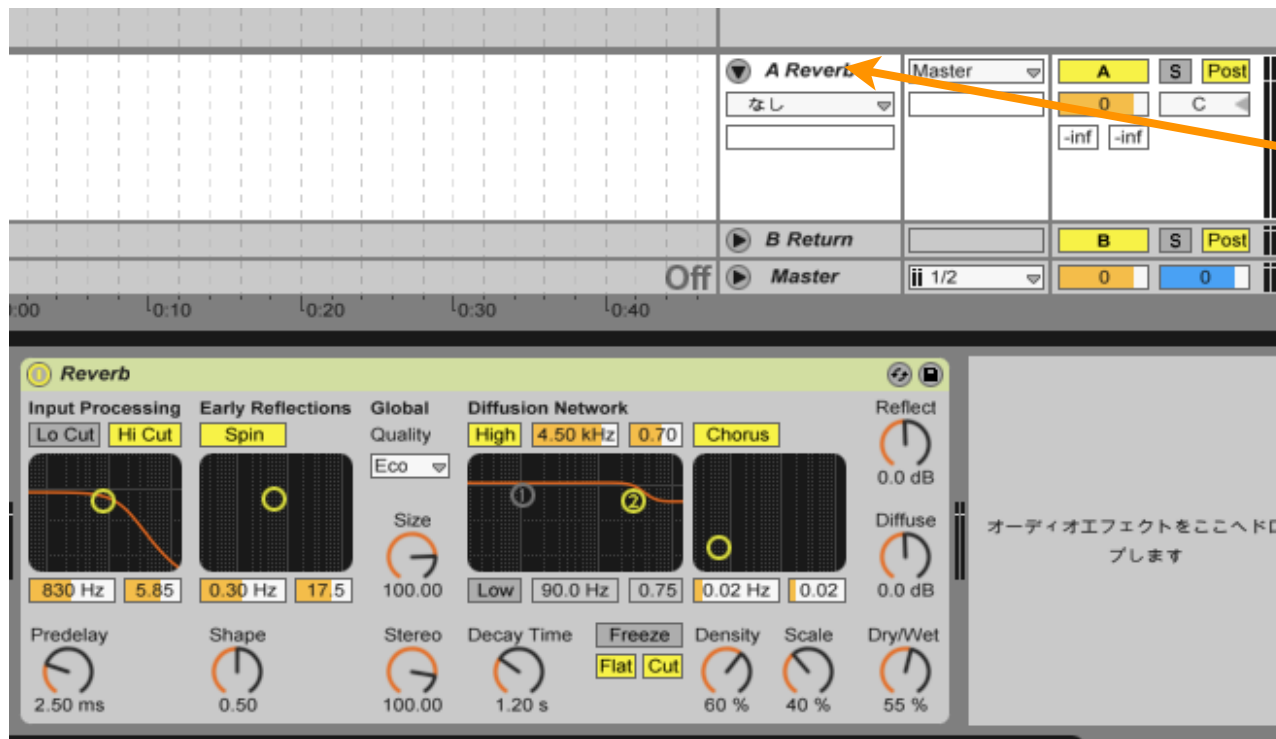 A Reverb Master A S Post
なし 0 C
-inf -inf
B Return B S Post
Off Master 1/2 0 0
:00 0:10 0:20 0:30 0:40
Reverb
Input Processing Early Reflections Global Diffusion Network Reflect
Lo Cut Hi Cut Spin Quality High 4.50 kHz 0.70 Chorus
Eco
0.0 dB
1 2
Size Diffuse
オーディオエフェクトをここへドロ
プします
830 Hz 5.85 0.30 Hz 17.5 100.00 Low 90.0 Hz 0.75 0.02 Hz 0.02 0.0 dB
Predelay Shape Stereo Decay Time Freeze Density Scale Dry/Wet
Flat Cut
2.50 ms 0.50 100.00 1.20 s 60 % 40 % 55 %